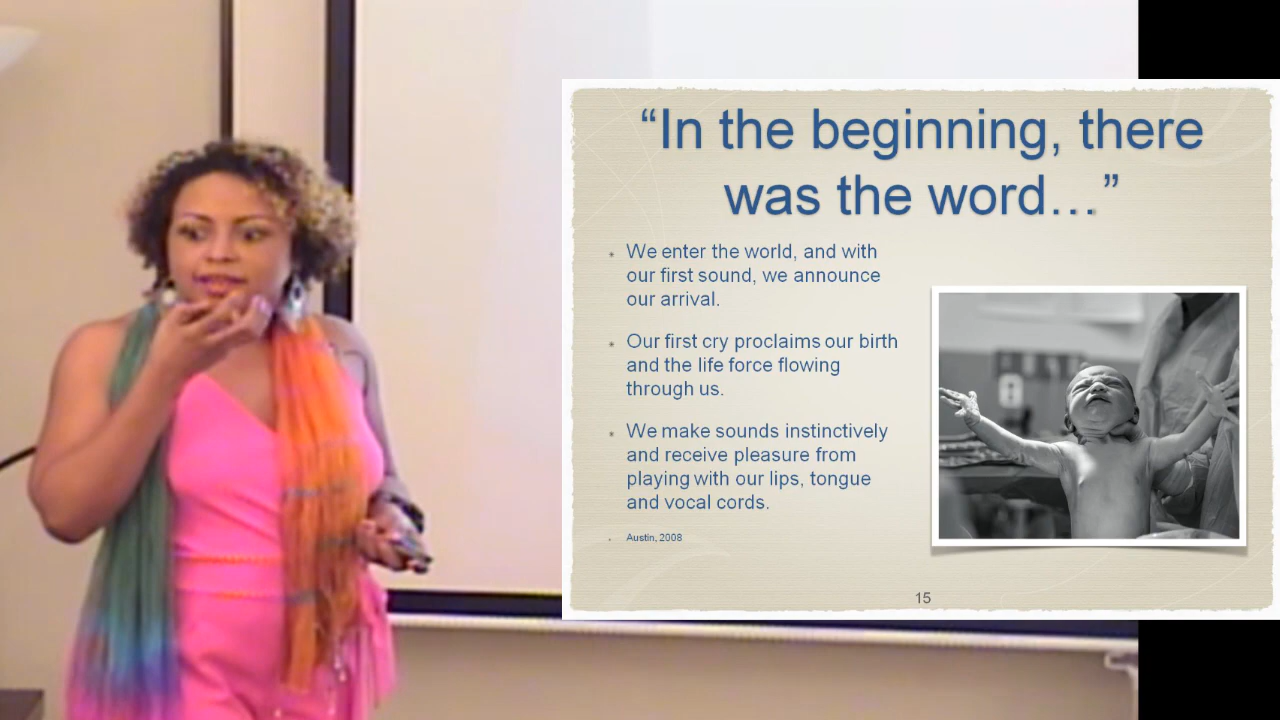 “In the beginning, there
was the word…”
We enter the world, and with
our first sound, we announce
our arrival.
Our first cry proclaims our birth
and the life force flowing
through us.
We make sounds instinctively
and receive pleasure from
playing with our lips, tongue
and vocal cords.
Austin, 2008
15